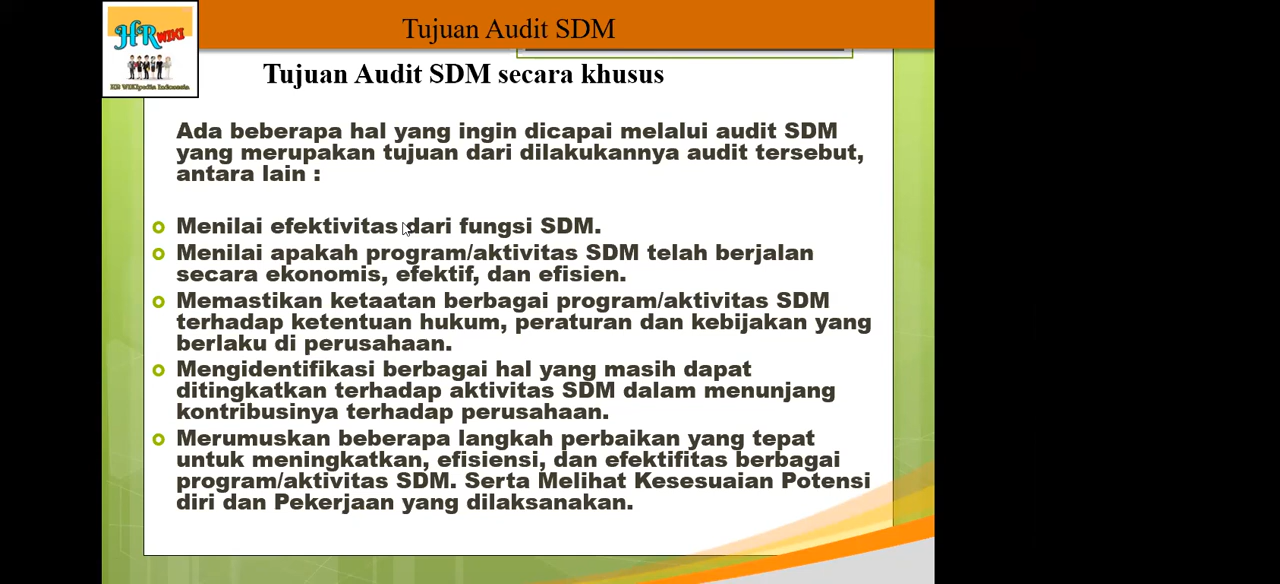 Tujuan Audit SDM
HR WIKI
HR WIKIpedia Indonesia
Tujuan Audit SDM secara khusus
Ada beberapa hal yang ingin dicapai melalui audit SDM
yang merupakan tujuan dari dilakukannya audit tersebut,
antara lain :
Menilai efektivitas dari fungsi SDM.
Menilai apakah program/aktivitas SDM telah berjalan
secara ekonomis, efektif, dan efisien.
Memastikan ketaatan berbagai program/aktivitas SDM
terhadap ketentuan hukum, peraturan dan kebijakan yang
berlaku di perusahaan.
Mengidentifikasi berbagai hal yang masih dapat
ditingkatkan terhadap aktivitas SDM dalam menunjang
kontribusinya terhadap perusahaan.
Merumuskan beberapa langkah perbaikan yang tepat
untuk meningkatkan, efisiensi, dan efektifitas berbagai
program/aktivitas SDM. Serta Melihat Kesesuaian Potensi
diri dan Pekerjaan yang dilaksanakan.